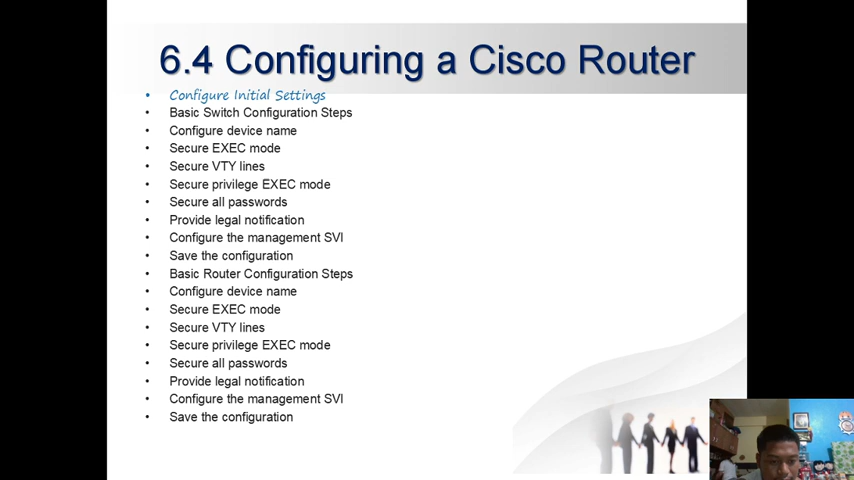 6.4 Configuring a Cisco Router
• Configure Initial Settings
• Basic Switch Configuration Steps
• Configure device name
• Secure EXEC mode
• Secure VTY lines
• Secure privilege EXEC mode
• Secure all passwords
• Provide legal notification
• Configure the management SVI
• Save the configuration
• Basic Router Configuration Steps
• Configure device name
• Secure EXEC mode
• Secure VTY lines
• Secure privilege EXEC mode
• Secure all passwords
• Provide legal notification
• Configure the management SVI
• Save the configuration